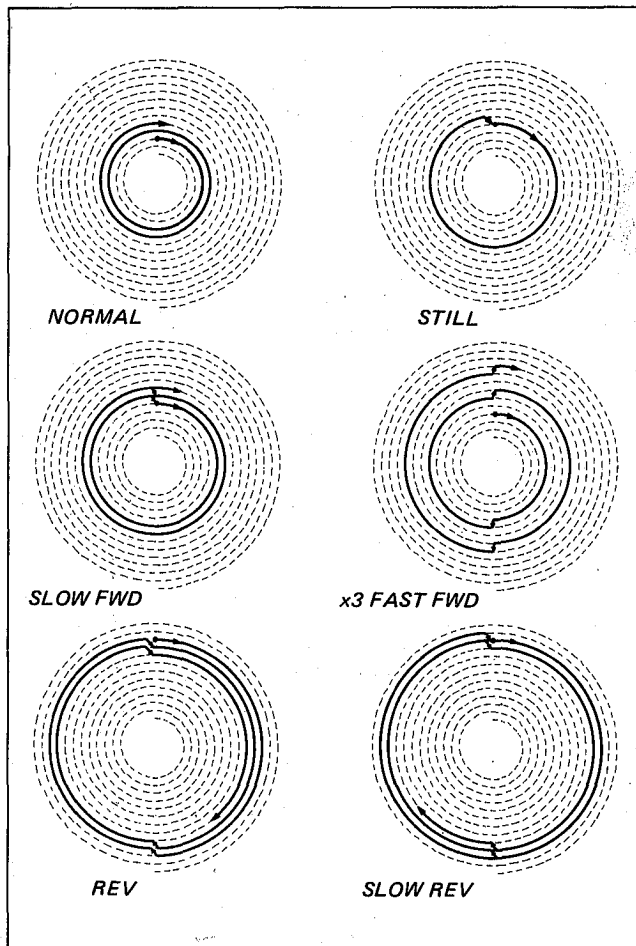 NORMAL
STILL
SLOW FWD
x3 FAST FWD
REV
SLOW REV